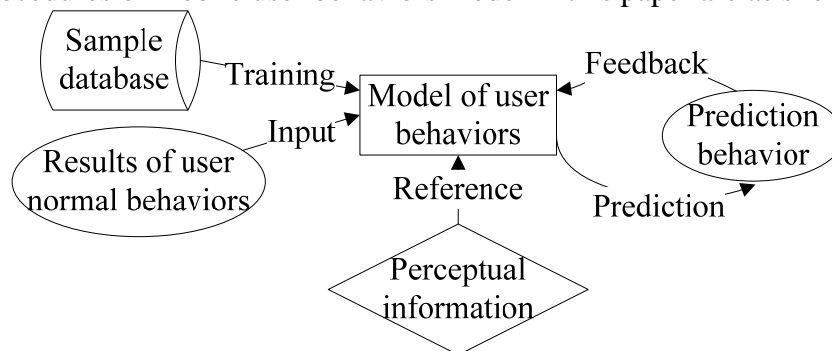 Sample
database
Training
Feedback
Model of user
behaviors
Prediction
behavior
Input
Results of user
normal behaviors
Reference
Prediction
Perceptual
information